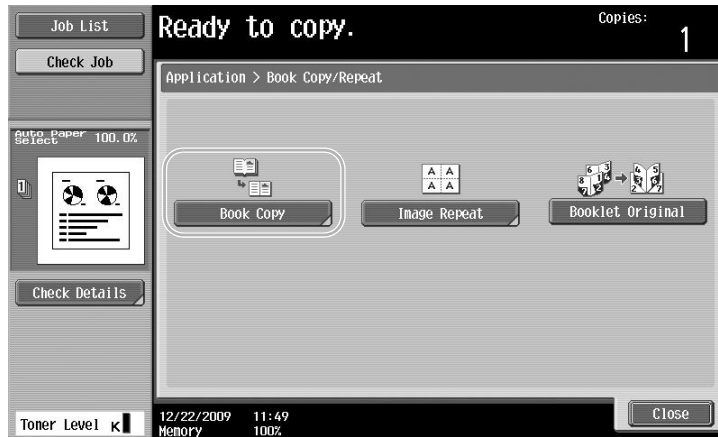 Job List
Check Job
Ready to copy.
Copies:
1
Application > Book Copy/Repeat
Auto Paper Select 100.0%
1
Book Copy
A A
A A
Image Repeat
Booklet Original
Check Details
Toner Level K
12/22/2009 11:49
Memory 100%
Close